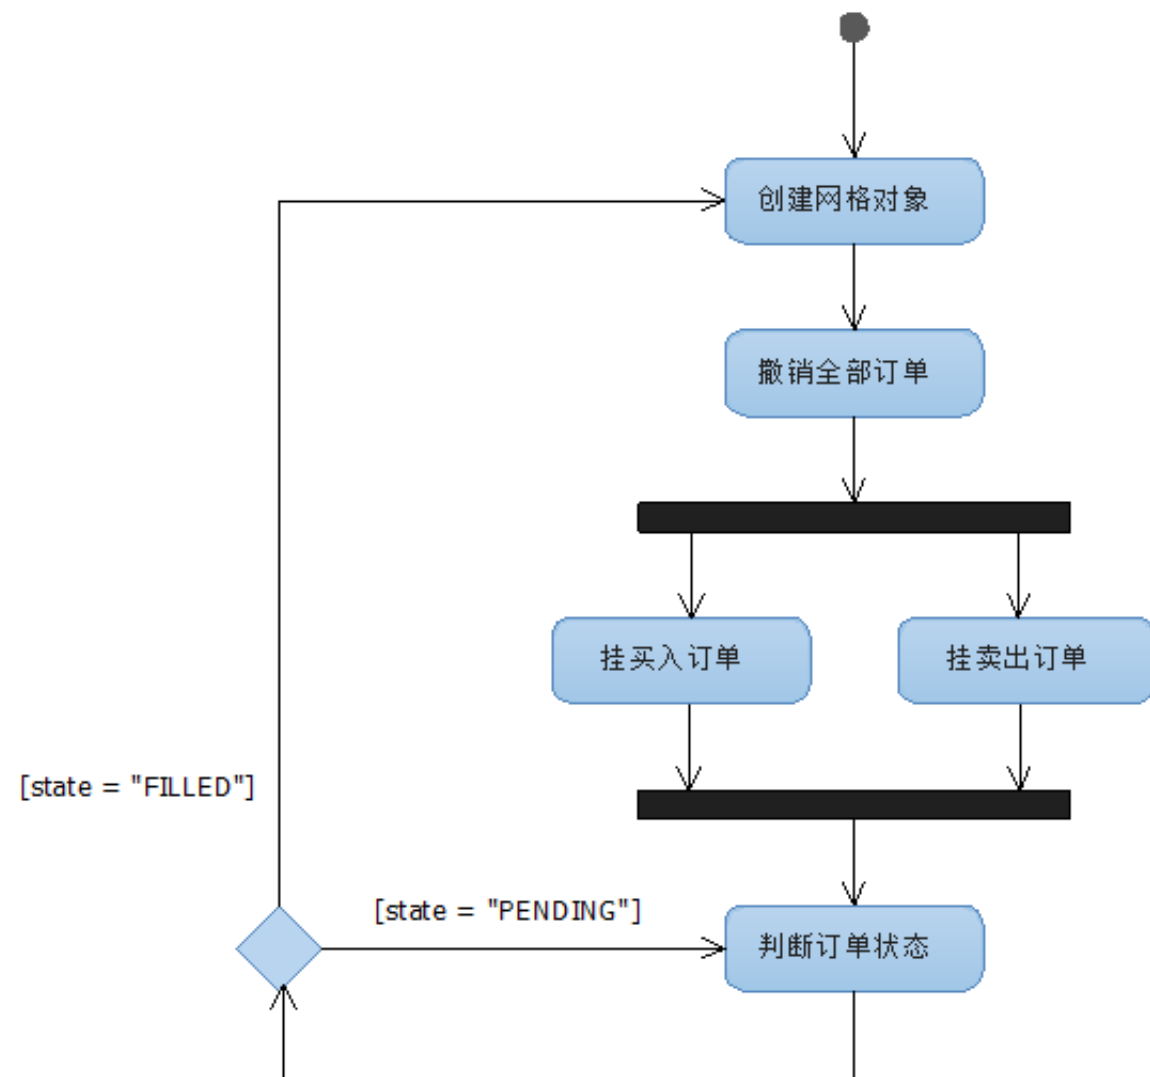 创建网格对象
撤销全部订单
挂买入订单
挂卖出订单
[state = "FILLED"]
[state = "PENDING"]
判断订单状态